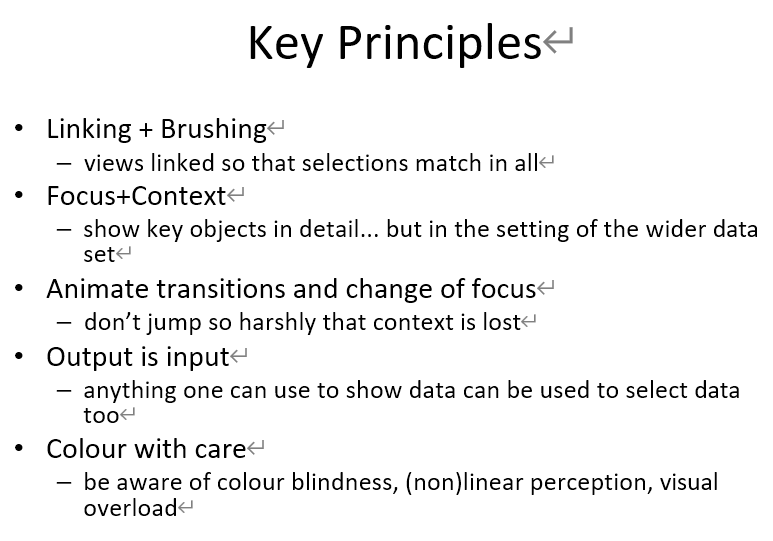 Key Principles↵
• Linking + Brushing↵
– views linked so that selections match in all↵
• Focus+Context↵
– show key objects in detail... but in the setting of the wider data
set↵
• Animate transitions and change of focus↵
– don’t jump so harshly that context is lost↵
• Output is input↵
– anything one can use to show data can be used to select data
too↵
• Colour with care↵
– be aware of colour blindness, (non)linear perception, visual
overload↵